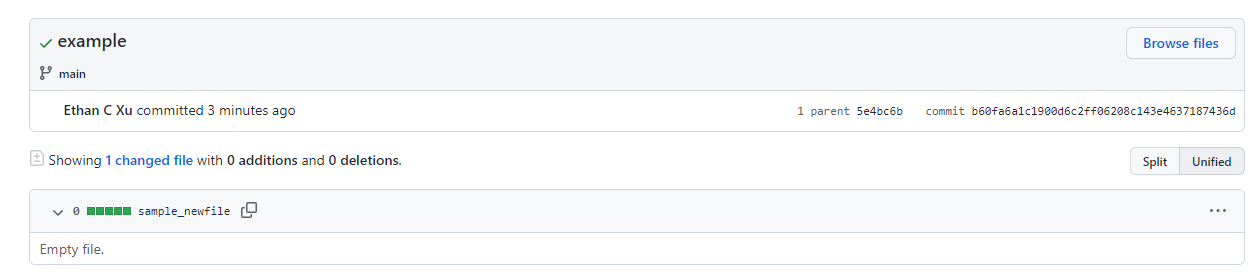 example
Browse files
main
Ethan C Xu committed 3 minutes ago
1 parent 5e4bc6b commit b60fa6a1c1900d6c2ff06208c143e4637187436d
Showing 1 changed file with 0 additions and 0 deletions.
Split Unified
0 sample_newfile
Empty file.